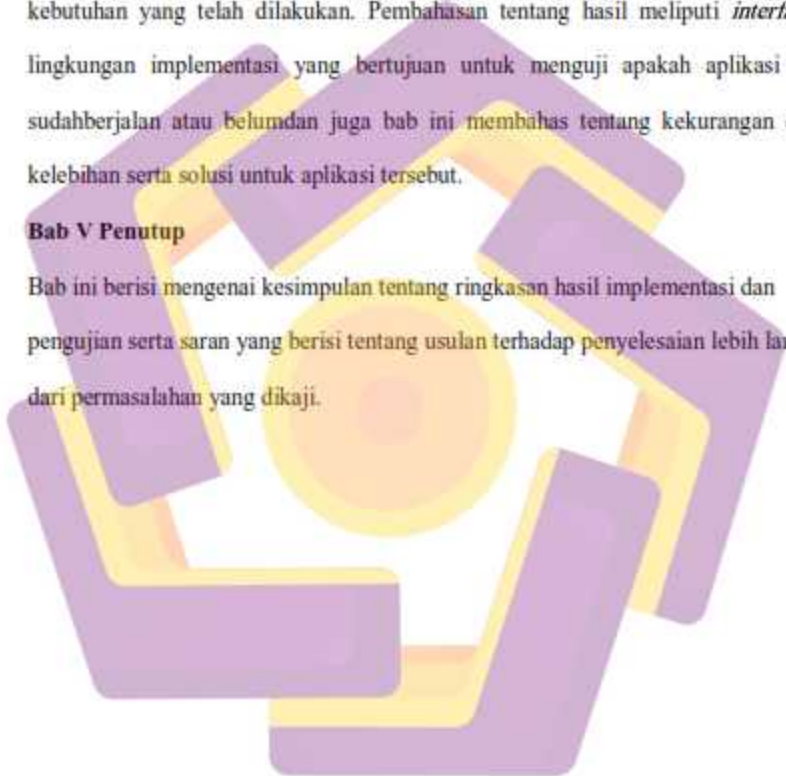 kebutuhan yang telah dilakukan. Pembahasan tentang hasil meliputi
lingkungan implementasi yang bertujuan untuk menguji apakah aplikasi
sudahberjalan atau belumdan juga bab ini membahas tentang kekurangan
kelebihan serta solusi untuk aplikasi tersebut.
Bab V Penutup
Bab ini berisi mengenai kesimpulan tentang ringkasan hasil implementasi dan
pengujian serta saran yang berisi tentang usulan terhadap penyelesaian lebih
dari permasalahan yang dikaji.